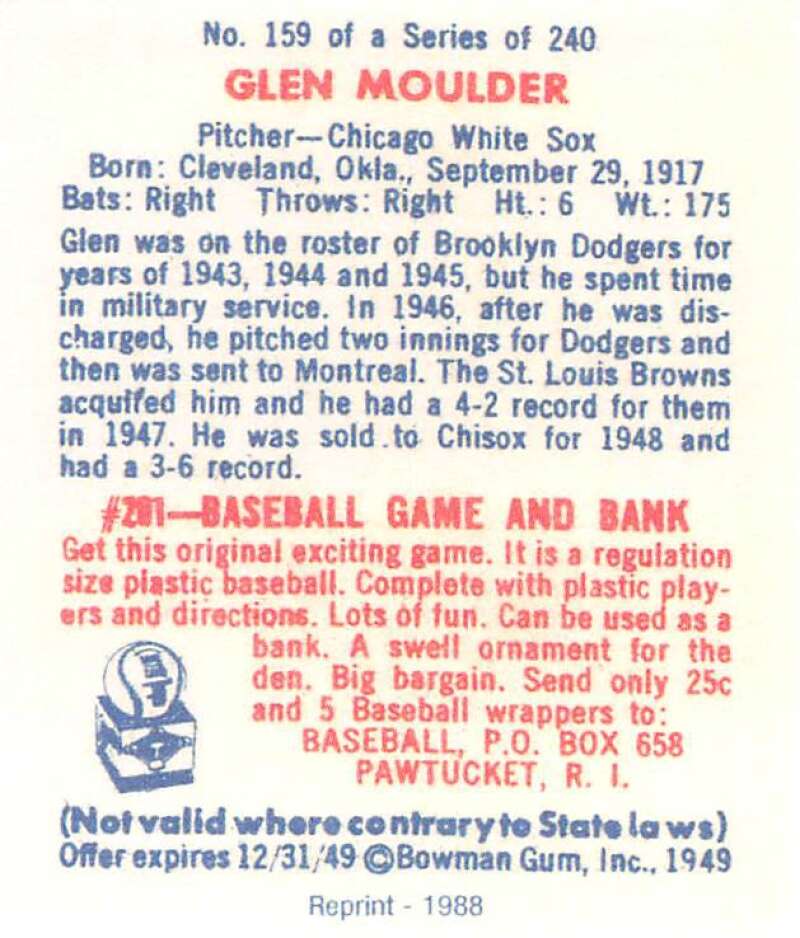 No. 159 of a Series of 240
GLEN MOULDER
Pitcher—Chicago White Sox
Born: Cleveland, Okla., September 29, 1917
Bats: Right Throws: Right Ht.: 6 Wt.: 175
Glen was on the roster of Brooklyn Dodgers for
years of 1943, 1944 and 1945, but he spent time
in military service. In 1946, after he was dis-
charged, he pitched two innings for Dodgers and
then was sent to Montreal. The St. Louis Browns
acquired him and he had a 4-2 record for them
in 1947. He was sold to Chisox for 1948 and
had a 3-6 record.
#201—BASEBALL GAME AND BANK
Get this original exciting game. It is a regulation
size plastic baseball. Complete with plastic play-
ers and directions. Lots of fun. Can be used as a
bank. A swell ornament for the
den. Big bargain. Send only 25c
and 5 Baseball wrappers to:
BASEBALL, P.O. BOX 658
PAWTUCKET, R. I.
(Not valid where contrary to State laws)
Offer expires 12/31/49 ©Bowman Gum, Inc., 1949
Reprint - 1988